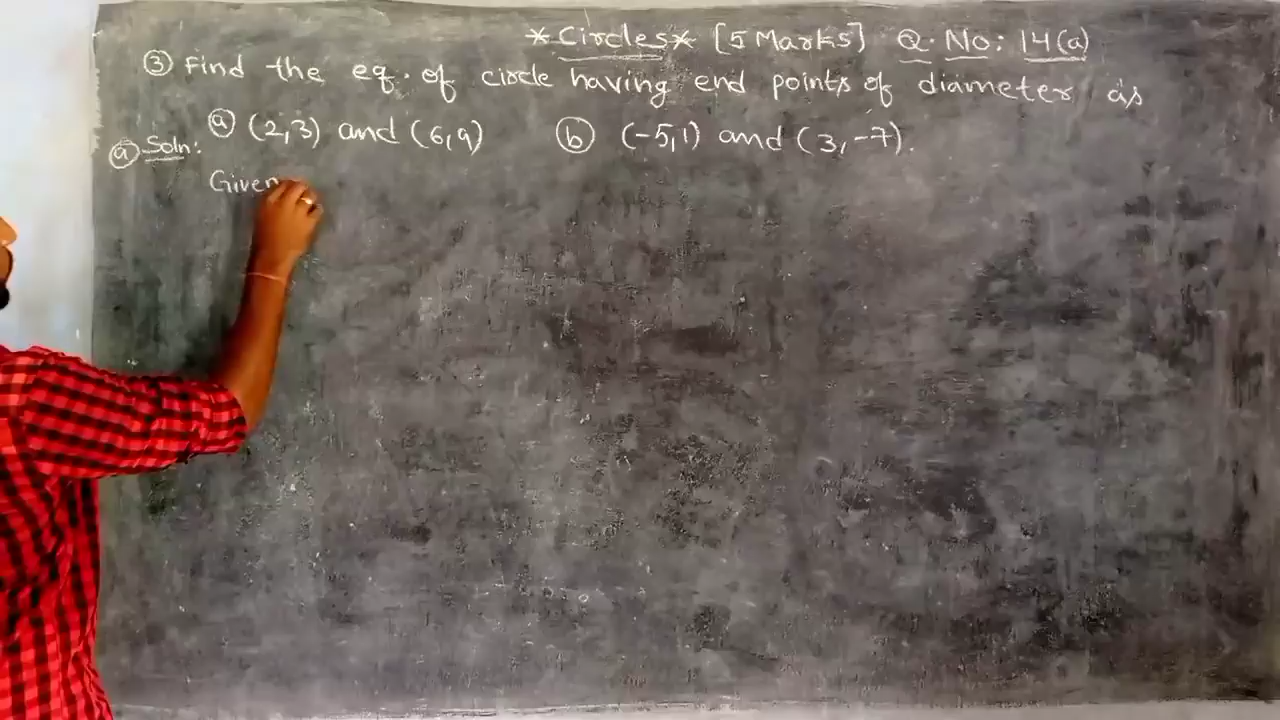 *Circles* [5 Marks] Q.No: 14(a)
③ Find the eq. of circle having end points of diameter as
ⓐ (2,3) and (6,9) ⓑ (-5,1) and (3,-7).
ⓐ Soln:
Given